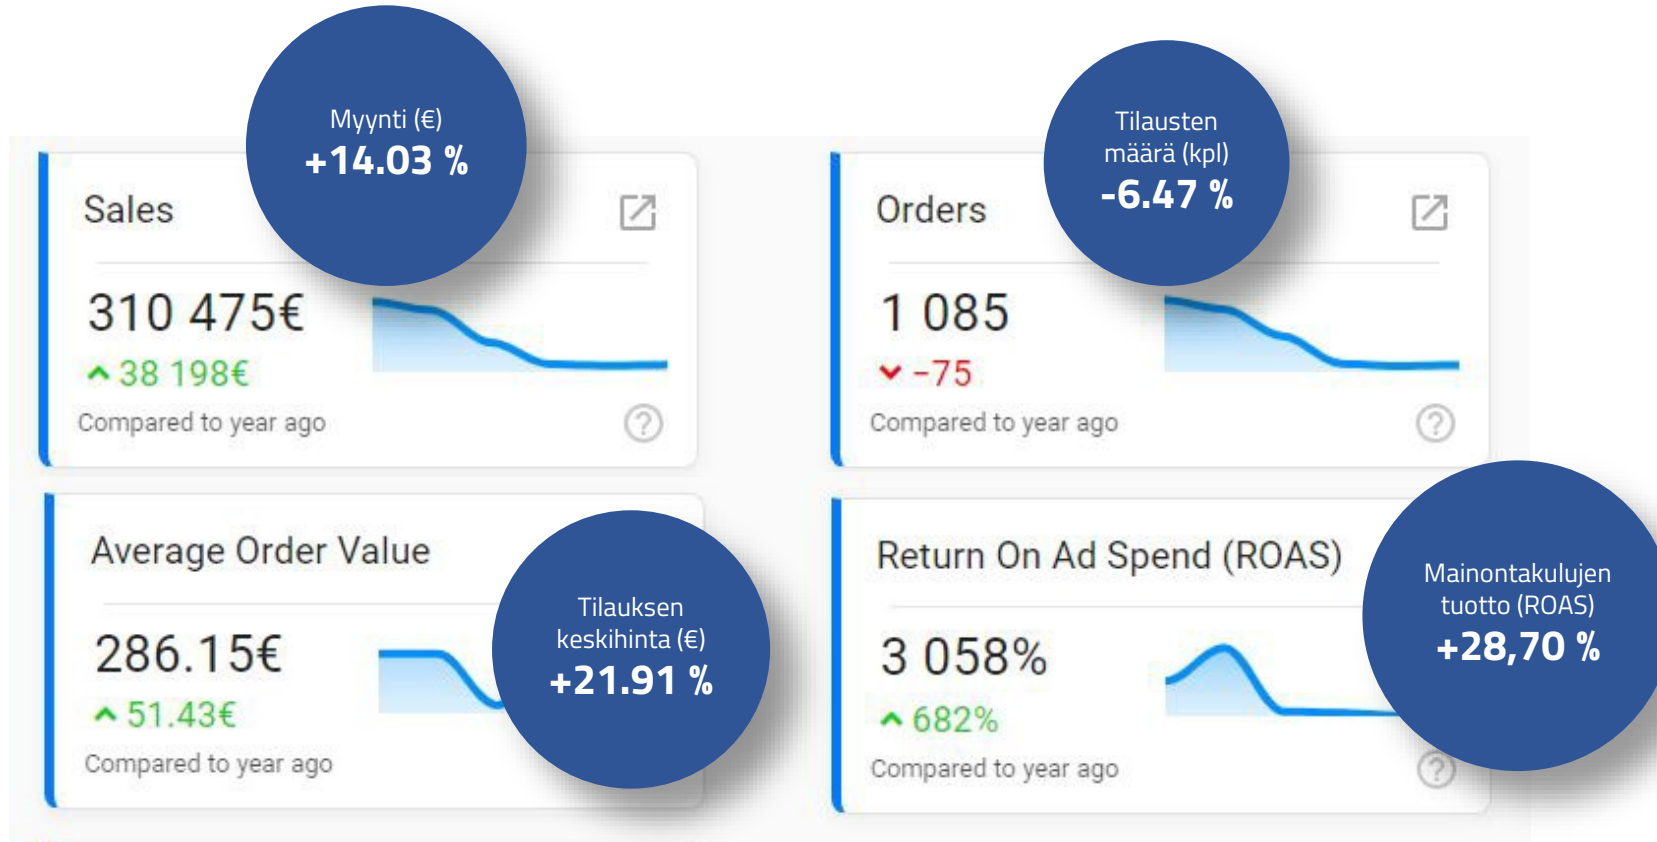 Myynti (€)
+14.03 %
Sales
310 475€
38 198€
Compared to year ago
Tilausten
määrä (kpl)
-6.47 %
Orders
1 085
−75
Compared to year ago
Average Order Value
286.15€
51.43€
Compared to year ago
Tilauksen
keskihinta (€)
+21.91 %
Return On Ad Spend (ROAS)
3 058%
682%
Compared to year ago
Mainontakulujen
tuotto (ROAS)
+28,70 %